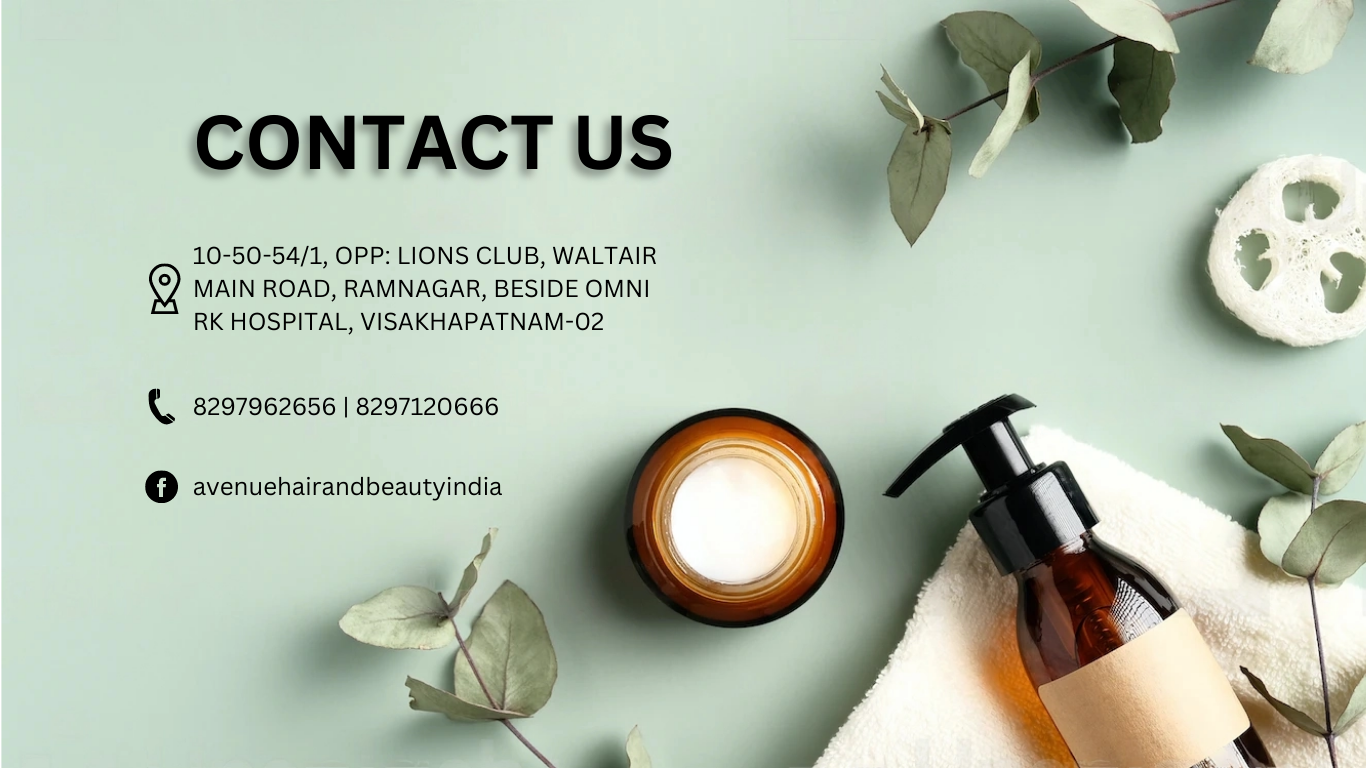 CONTACT US
10-50-54/1, OPP: LIONS CLUB, WALTAIR
MAIN ROAD, RAMNAGAR, BESIDE OMNI
RK HOSPITAL, VISAKHAPATNAM-02
8297962656 | 8297120666
avenuehairandbeautyindia